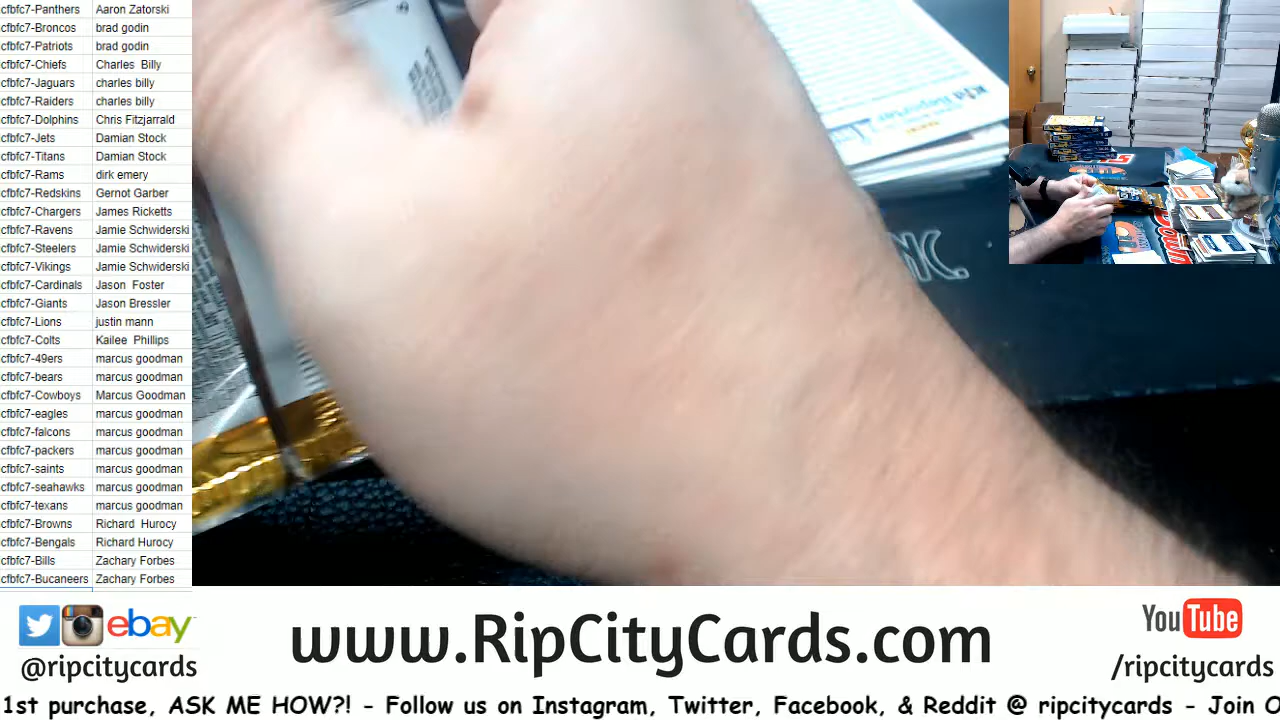 cfbfc7-Panthers Aaron Zatorski
cfbfc7-Broncos brad godin
cfbfc7-Patriots brad godin
cfbfc7-Chiefs Charles Billy
cfbfc7-Jaguars charles billy
cfbfc7-Raiders charles billy
cfbfc7-Dolphins Chris Fitzjarrald
cfbfc7-Jets Damian Stock
cfbfc7-Titans Damian Stock
cfbfc7-Rams dirk emery
cfbfc7-Redskins Gernot Garber
cfbfc7-Chargers James Ricketts
cfbfc7-Ravens Jamie Schwiderski
cfbfc7-Steelers Jamie Schwiderski
cfbfc7-Vikings Jamie Schwiderski
cfbfc7-Cardinals Jason Foster
cfbfc7-Giants Jason Bressler
cfbfc7-Lions justin mann
cfbfc7-Colts Kailee Phillips
cfbfc7-49ers marcus goodman
cfbfc7-bears marcus goodman
cfbfc7-Cowboys Marcus Goodman
cfbfc7-eagles marcus goodman
cfbfc7-falcons marcus goodman
cfbfc7-packers marcus goodman
cfbfc7-saints marcus goodman
cfbfc7-seahawks marcus goodman
cfbfc7-texans marcus goodman
cfbfc7-Browns Richard Hurocy
cfbfc7-Bengals Richard Hurocy
cfbfc7-Bills Zachary Forbes
cfbfc7-Bucaneers Zachary Forbes
ebay
@ripcitycards
www.RipCityCards.com
YouTube
/ripcitycards
1st purchase, ASK ME HOW?! - Follow us on Instagram, Twitter, Facebook, & Reddit @ ripcitycards - Join O